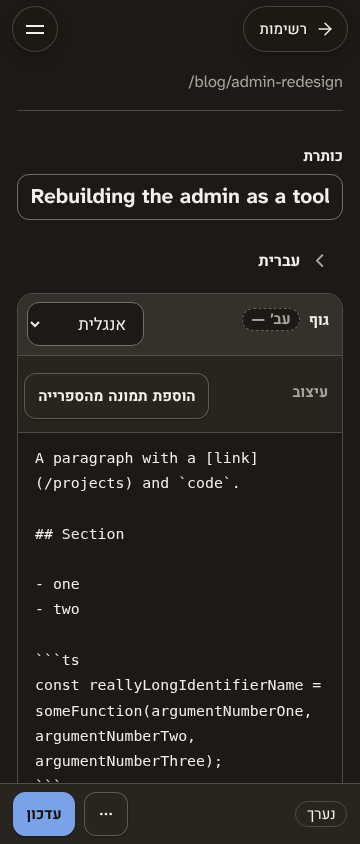 רשימות
/blog/admin-redesign
כותרת
Rebuilding the admin as a tool
עברית
גוף עב׳ — אנגלית
עיצוב הוספת תמונה מהספרייה
A paragraph with a [link]
(/projects) and `code`.
## Section
- one
- two
```ts
const reallyLongIdentifierName =
someFunction(argumentNumberOne,
argumentNumberTwo,
argumentNumberThree);
```
נערך ··· עדכון